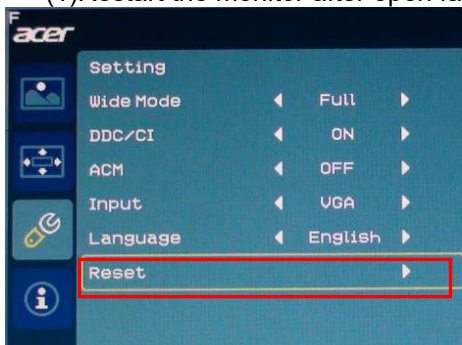 F
acer
Setting
Wide Mode Full
DDC/CI ON
ACM OFF
Input VGA
Language English
Reset